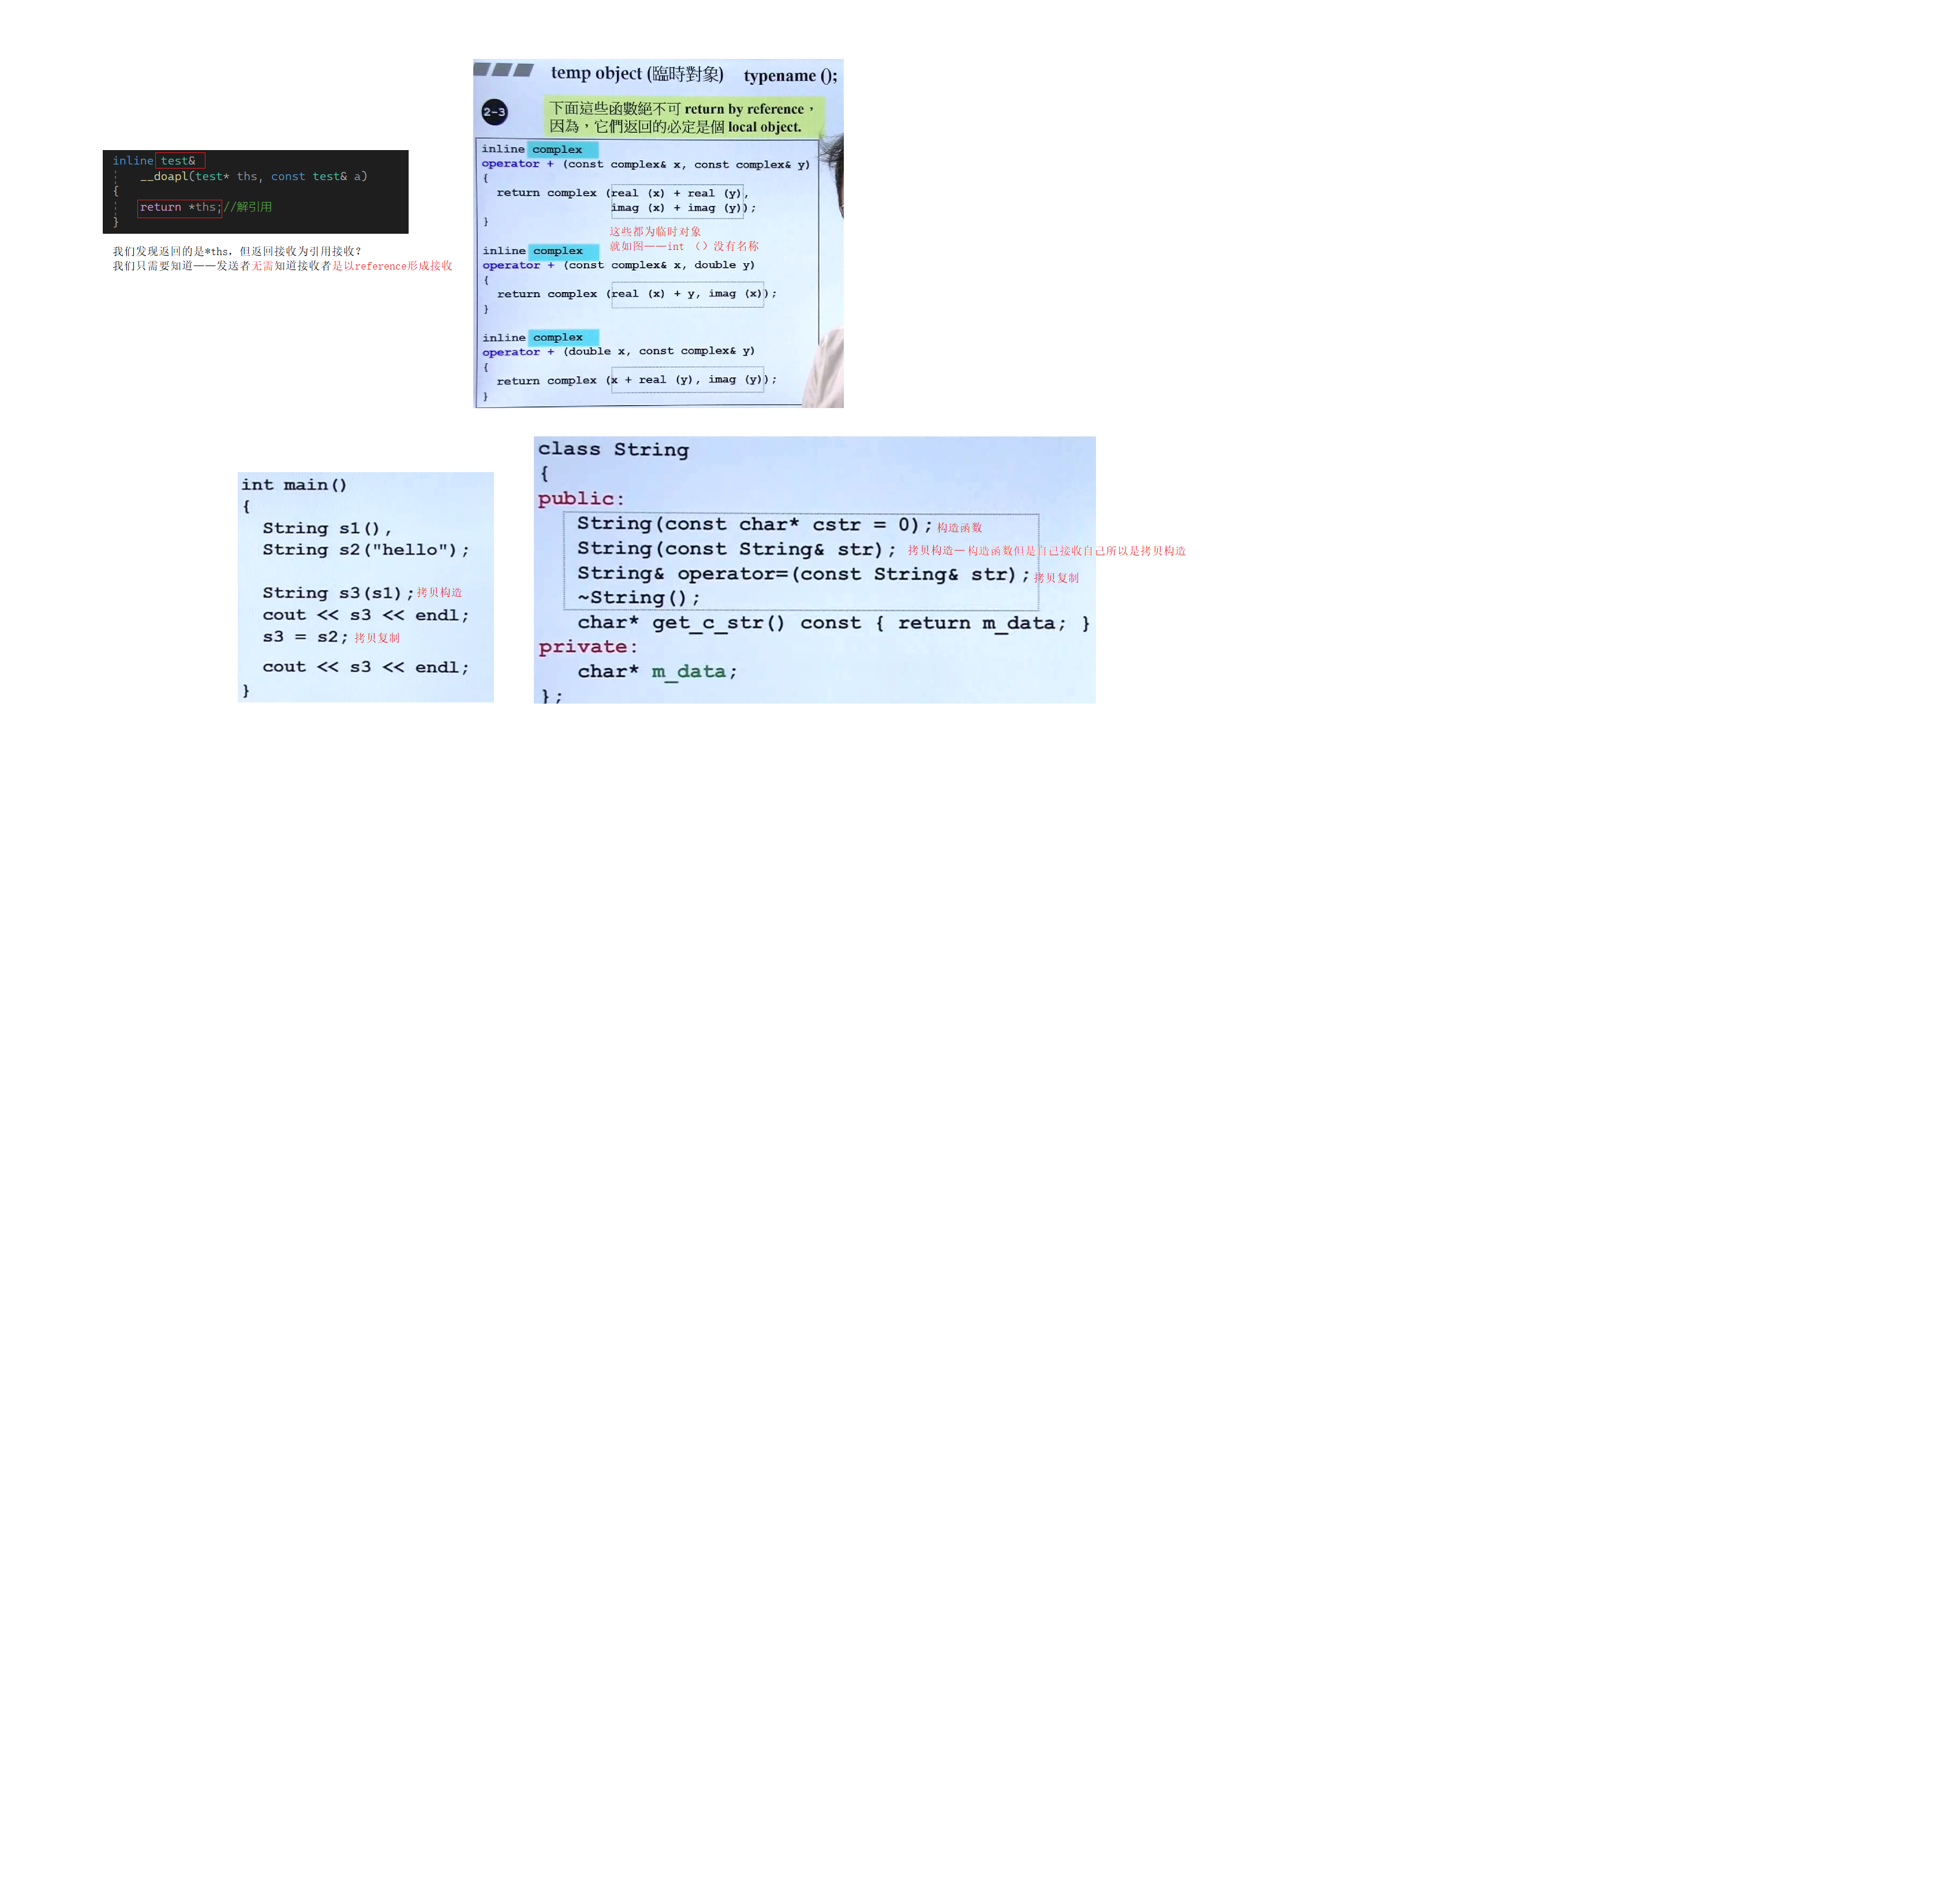 inline test&
__doapl(test* ths, const test& a)
{
return *ths;//解引用
}
我们发现返回的是*ths，但返回接收为引用接收？
我们只需要知道——发送者无需知道接收者是以reference形成接收
temp object (臨時對象) typename ();
2-3
下面這些函數絕不可 return by reference，
因為，它們返回的必定是個 local object.
inline complex
operator + (const complex& x, const complex& y)
{
return complex (real (x) + real (y),
imag (x) + imag (y));
}
这些都为临时对象
就如图——int （）没有名称
inline complex
operator + (const complex& x, double y)
{
return complex (real (x) + y, imag (x));
}
inline complex
operator + (double x, const complex& y)
{
return complex (x + real (y), imag (y));
}
int main()
{
String s1(),
String s2("hello");
String s3(s1); 拷贝构造
cout << s3 << endl;
s3 = s2; 拷贝复制
cout << s3 << endl;
}
class String
{
public:
String(const char* cstr = 0); 构造函数
String(const String& str); 拷贝构造—构造函数但是自己接收自己所以是拷贝构造
String& operator=(const String& str); 拷贝复制
~String();
char* get_c_str() const { return m_data; }
private:
char* m_data;
};